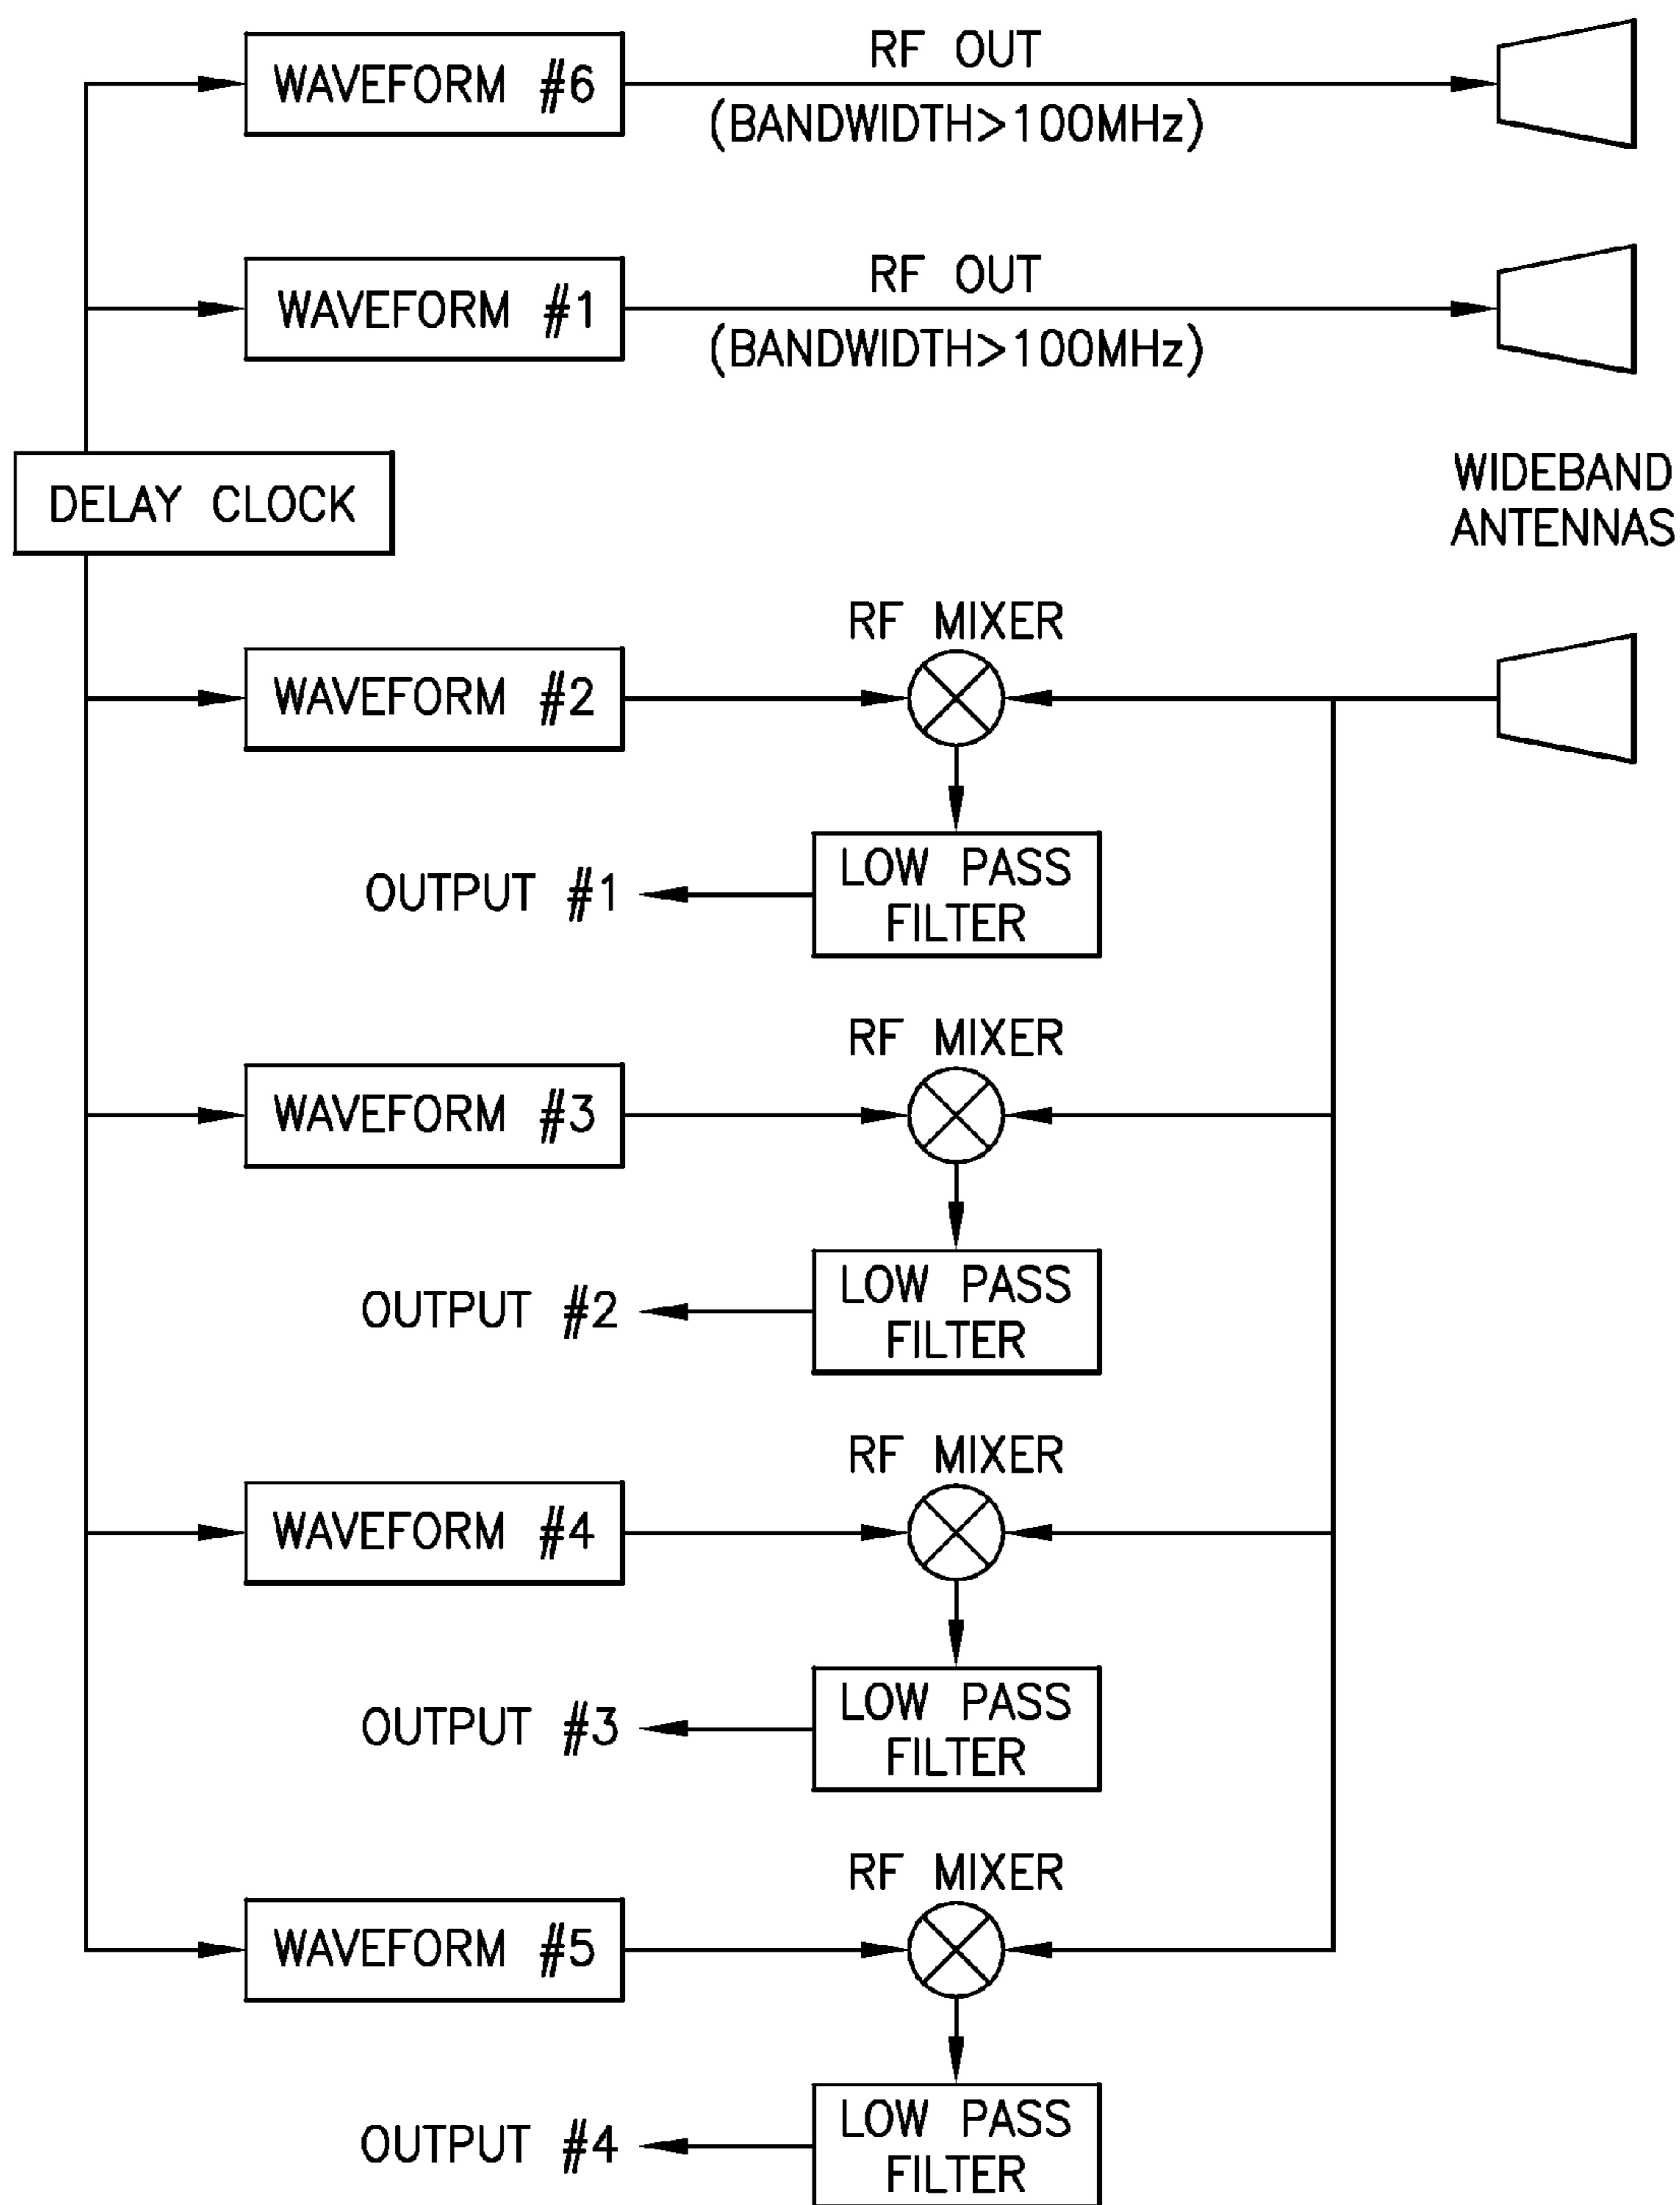 WAVEFORM #6
RF OUT
(BANDWIDTH>100MHz)
WAVEFORM #1
RF OUT
(BANDWIDTH>100MHz)
DELAY CLOCK
WIDEBAND
ANTENNAS
RF MIXER
WAVEFORM #2
LOW PASS
FILTER
OUTPUT #1
RF MIXER
WAVEFORM #3
LOW PASS
FILTER
OUTPUT #2
RF MIXER
WAVEFORM #4
LOW PASS
FILTER
OUTPUT #3
RF MIXER
WAVEFORM #5
LOW PASS
FILTER
OUTPUT #4